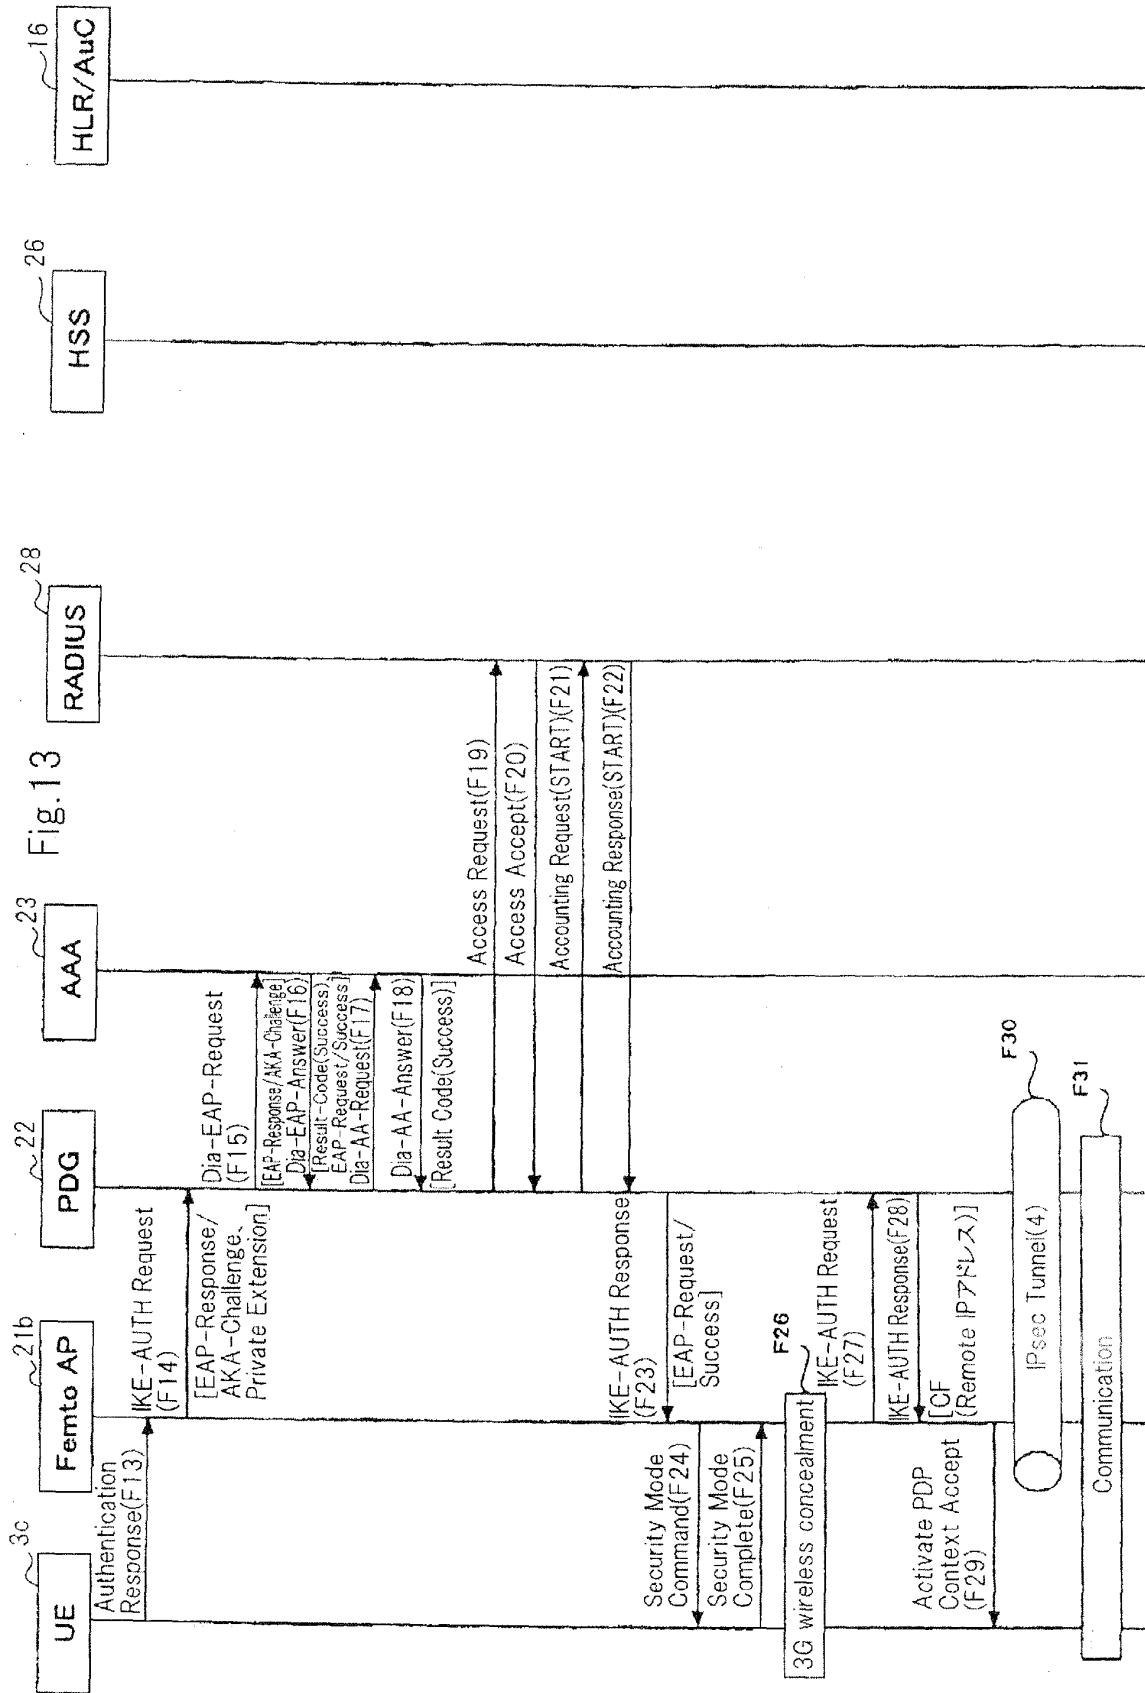 Fig.13
3c
UE
21b
Femto AP
22
PDG
23
AAA
28
RADIUS
26
HSS
16
HLR/AuC
Authentication
Response(F13)
IKE-AUTH Request
(F14)
[EAP-Response/
AKA-Challenge、
Private Extension]
Dia-EAP-Request
(F15)
[EAP-Response/AKA-Challenge]
Dia-EAP-Answer(F16)
[Result-Code(Success)
EAP-Request/Success]
Dia-AA-Request(F17)
Dia-AA-Answer(F18)
[Result Code(Success)]
Access Request(F19)
Access Accept(F20)
Accounting Request(START)(F21)
Accounting Response(START)(F22)
IKE-AUTH Response
(F23)
[EAP-Request/
Success]
Security Mode
Command(F24)
Security Mode
Complete(F25)
F26
3G wireless concealment
IKE-AUTH Request
(F27)
IKE-AUTH Response(F28)
[CF
(Remote IPアドレス)]
Activate PDP
Context Accept
(F29)
F30
IPsec Tunnel(4)
F31
Communication